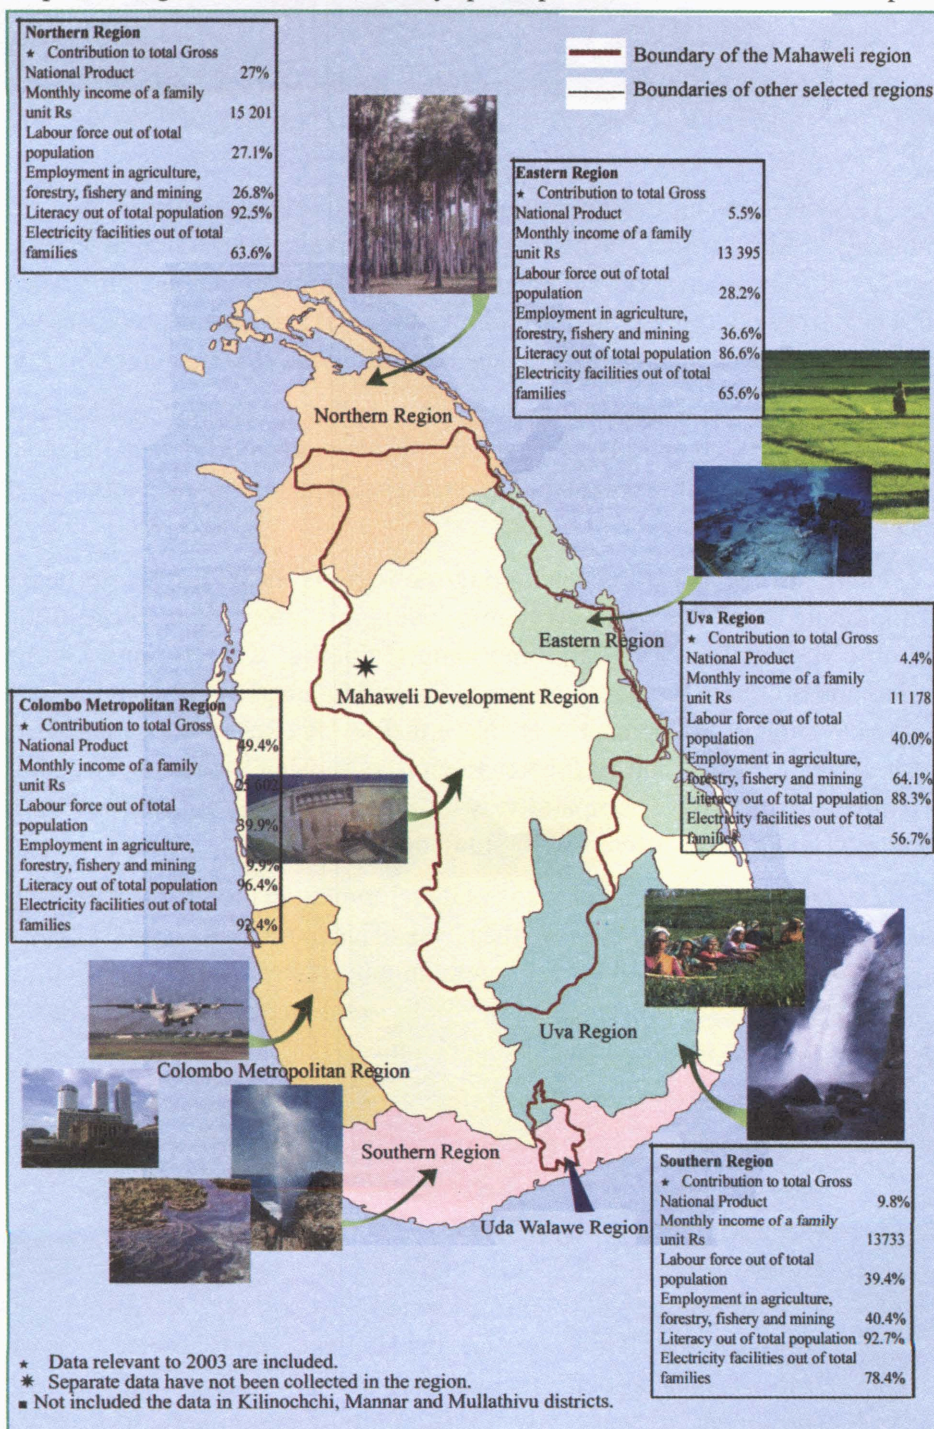 Northern Region
★ Contribution to total Gross
National Product 27%
Monthly income of a family
unit Rs 15 201
Labour force out of total
population 27.1%
Employment in agriculture,
forestry, fishery and mining 26.8%
Literacy out of total population 92.5%
Electricity facilities out of total
families 63.6%
Boundary of the Mahaweli region
Boundaries of other selected regions
Eastern Region
★ Contribution to total Gross
National Product 5.5%
Monthly income of a family
unit Rs 13 395
Labour force out of total
population 28.2%
Employment in agriculture,
forestry, fishery and mining 36.6%
Literacy out of total population 86.6%
Electricity facilities out of total
families 65.6%
Northern Region
Eastern Region
Mahaweli Development Region
Uva Region
★ Contribution to total Gross
National Product 4.4%
Monthly income of a family
unit Rs 11 178
Labour force out of total
population 40.0%
Employment in agriculture,
forestry, fishery and mining 64.1%
Literacy out of total population 88.3%
Electricity facilities out of total
families 56.7%
Colombo Metropolitan Region
★ Contribution to total Gross
National Product 49.4%
Monthly income of a family
unit Rs
Labour force out of total
population 39.9%
Employment in agriculture,
forestry, fishery and mining 9.9%
Literacy out of total population 96.4%
Electricity facilities out of total
families 92.4%
Uva Region
Colombo Metropolitan Region
Southern Region
Uda Walawe Region
Southern Region
★ Contribution to total Gross
National Product 9.8%
Monthly income of a family
unit Rs 13733
Labour force out of total
population 39.4%
Employment in agriculture,
forestry, fishery and mining 40.4%
Literacy out of total population 92.7%
Electricity facilities out of total
families 78.4%
★ Data relevant to 2003 are included.
✷ Separate data have not been collected in the region.
■ Not included the data in Kilinochchi, Mannar and Mullathivu districts.